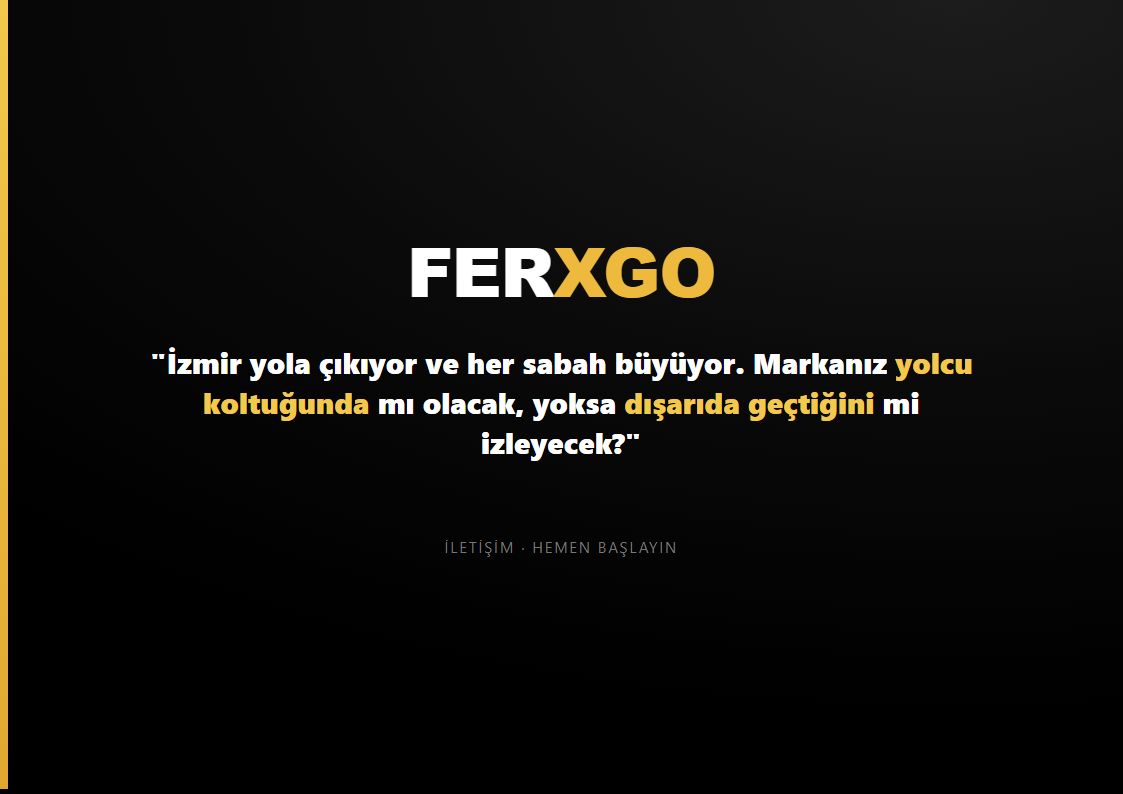 FERXGO
"İzmir yola çıkıyor ve her sabah büyüyor. Markanız yolcu
koltuğunda mı olacak, yoksa dışarıda geçtiğini mi
izleyecek?"
İLETİŞİM · HEMEN BAŞLAYIN